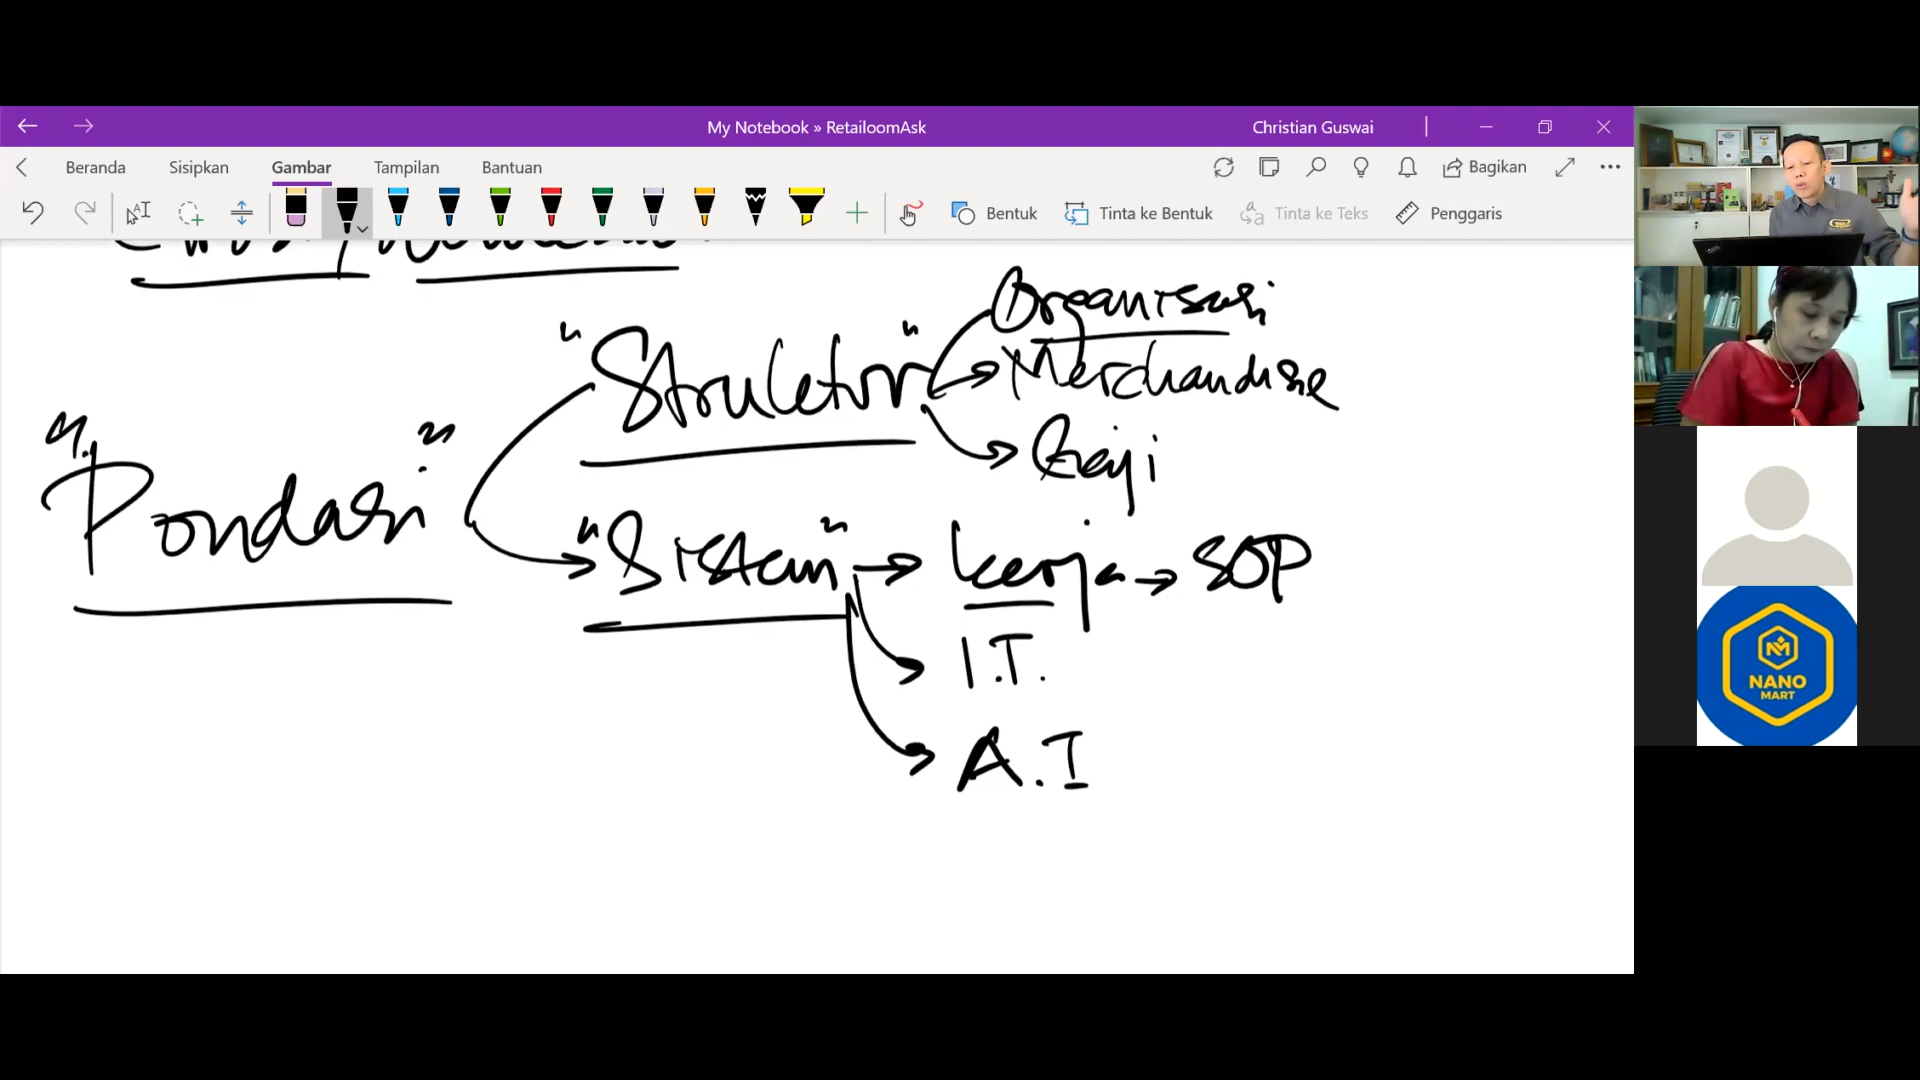 My Notebook » RetailoomAsk
Christian Guswai
Beranda Sisipkan Gambar Tampilan Bantuan
Bagikan
Bentuk Tinta ke Bentuk Tinta ke Teks Penggaris
"Pondasi"
"Struktur"
Organisasi
Merchandise
Gaji
"Sistem"
kerja → SOP
I.T.
A.I
NANO
MART